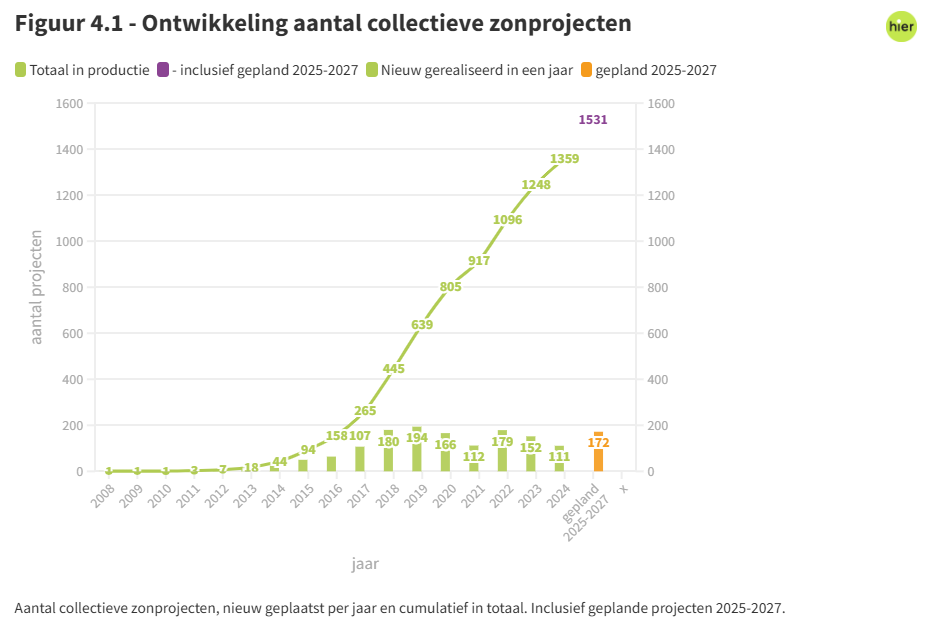 Figuur 4.1 - Ontwikkeling aantal collectieve zonprojecten
hier
Totaal in productie - inclusief gepland 2025-2027 Nieuw gerealiseerd in een jaar gepland 2025-2027
1600 1600
1531
1400 1400
1359
1248
1200 1200
1096
1000 1000
917
aantal projecten
800 805 800
639
600 600
445
400 400
265
200 200
158 107 180 194 166 112 179 152 111 172
94
44
18
7
0 1 1 1 3 0
2008 2009 2010 2011 2012 2013 2014 2015 2016 2017 2018 2019 2020 2021 2022 2023 2024 gepland x
2025-2027
jaar
Aantal collectieve zonprojecten, nieuw geplaatst per jaar en cumulatief in totaal. Inclusief geplande projecten 2025-2027.